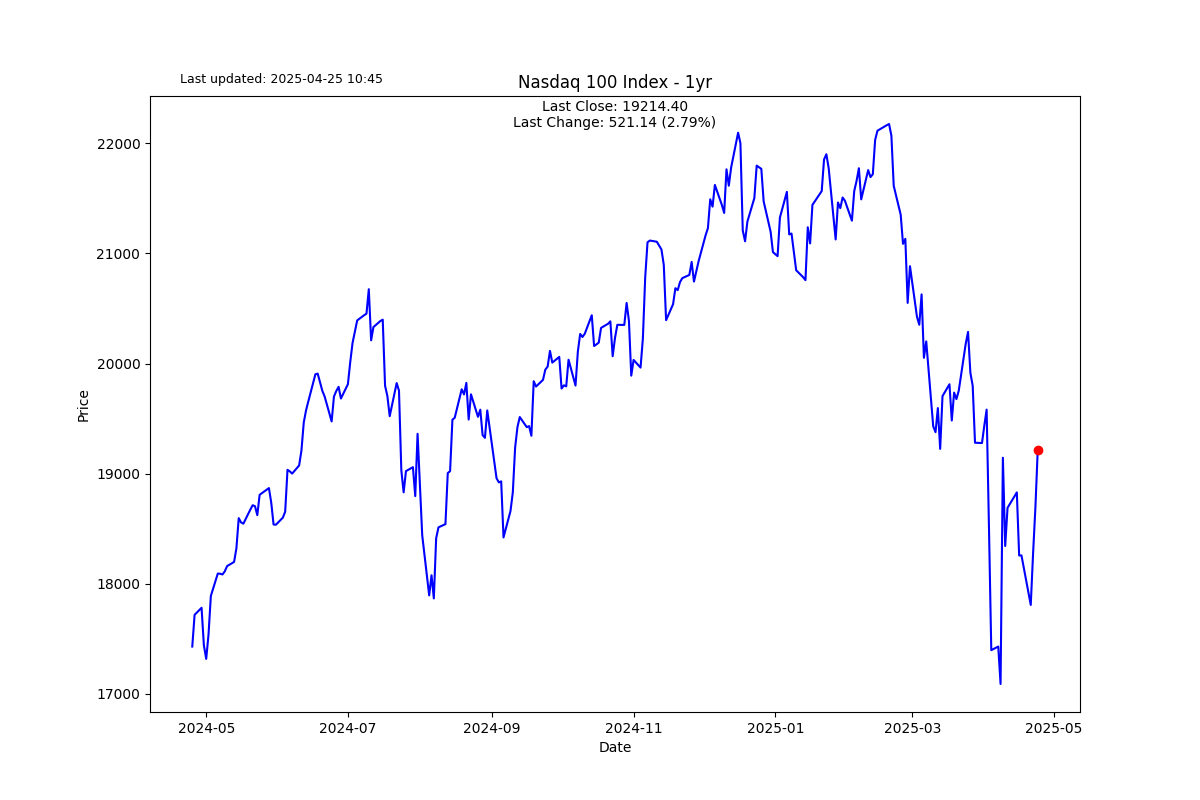 Last updated: 2025-04-25 10:45
Nasdaq 100 Index - 1yr
Last Close: 19214.40
Last Change: 521.14 (2.79%)
Price
22000
21000
20000
19000
18000
17000
2024-05
2024-07
2024-09
2024-11
2025-01
2025-03
2025-05
Date